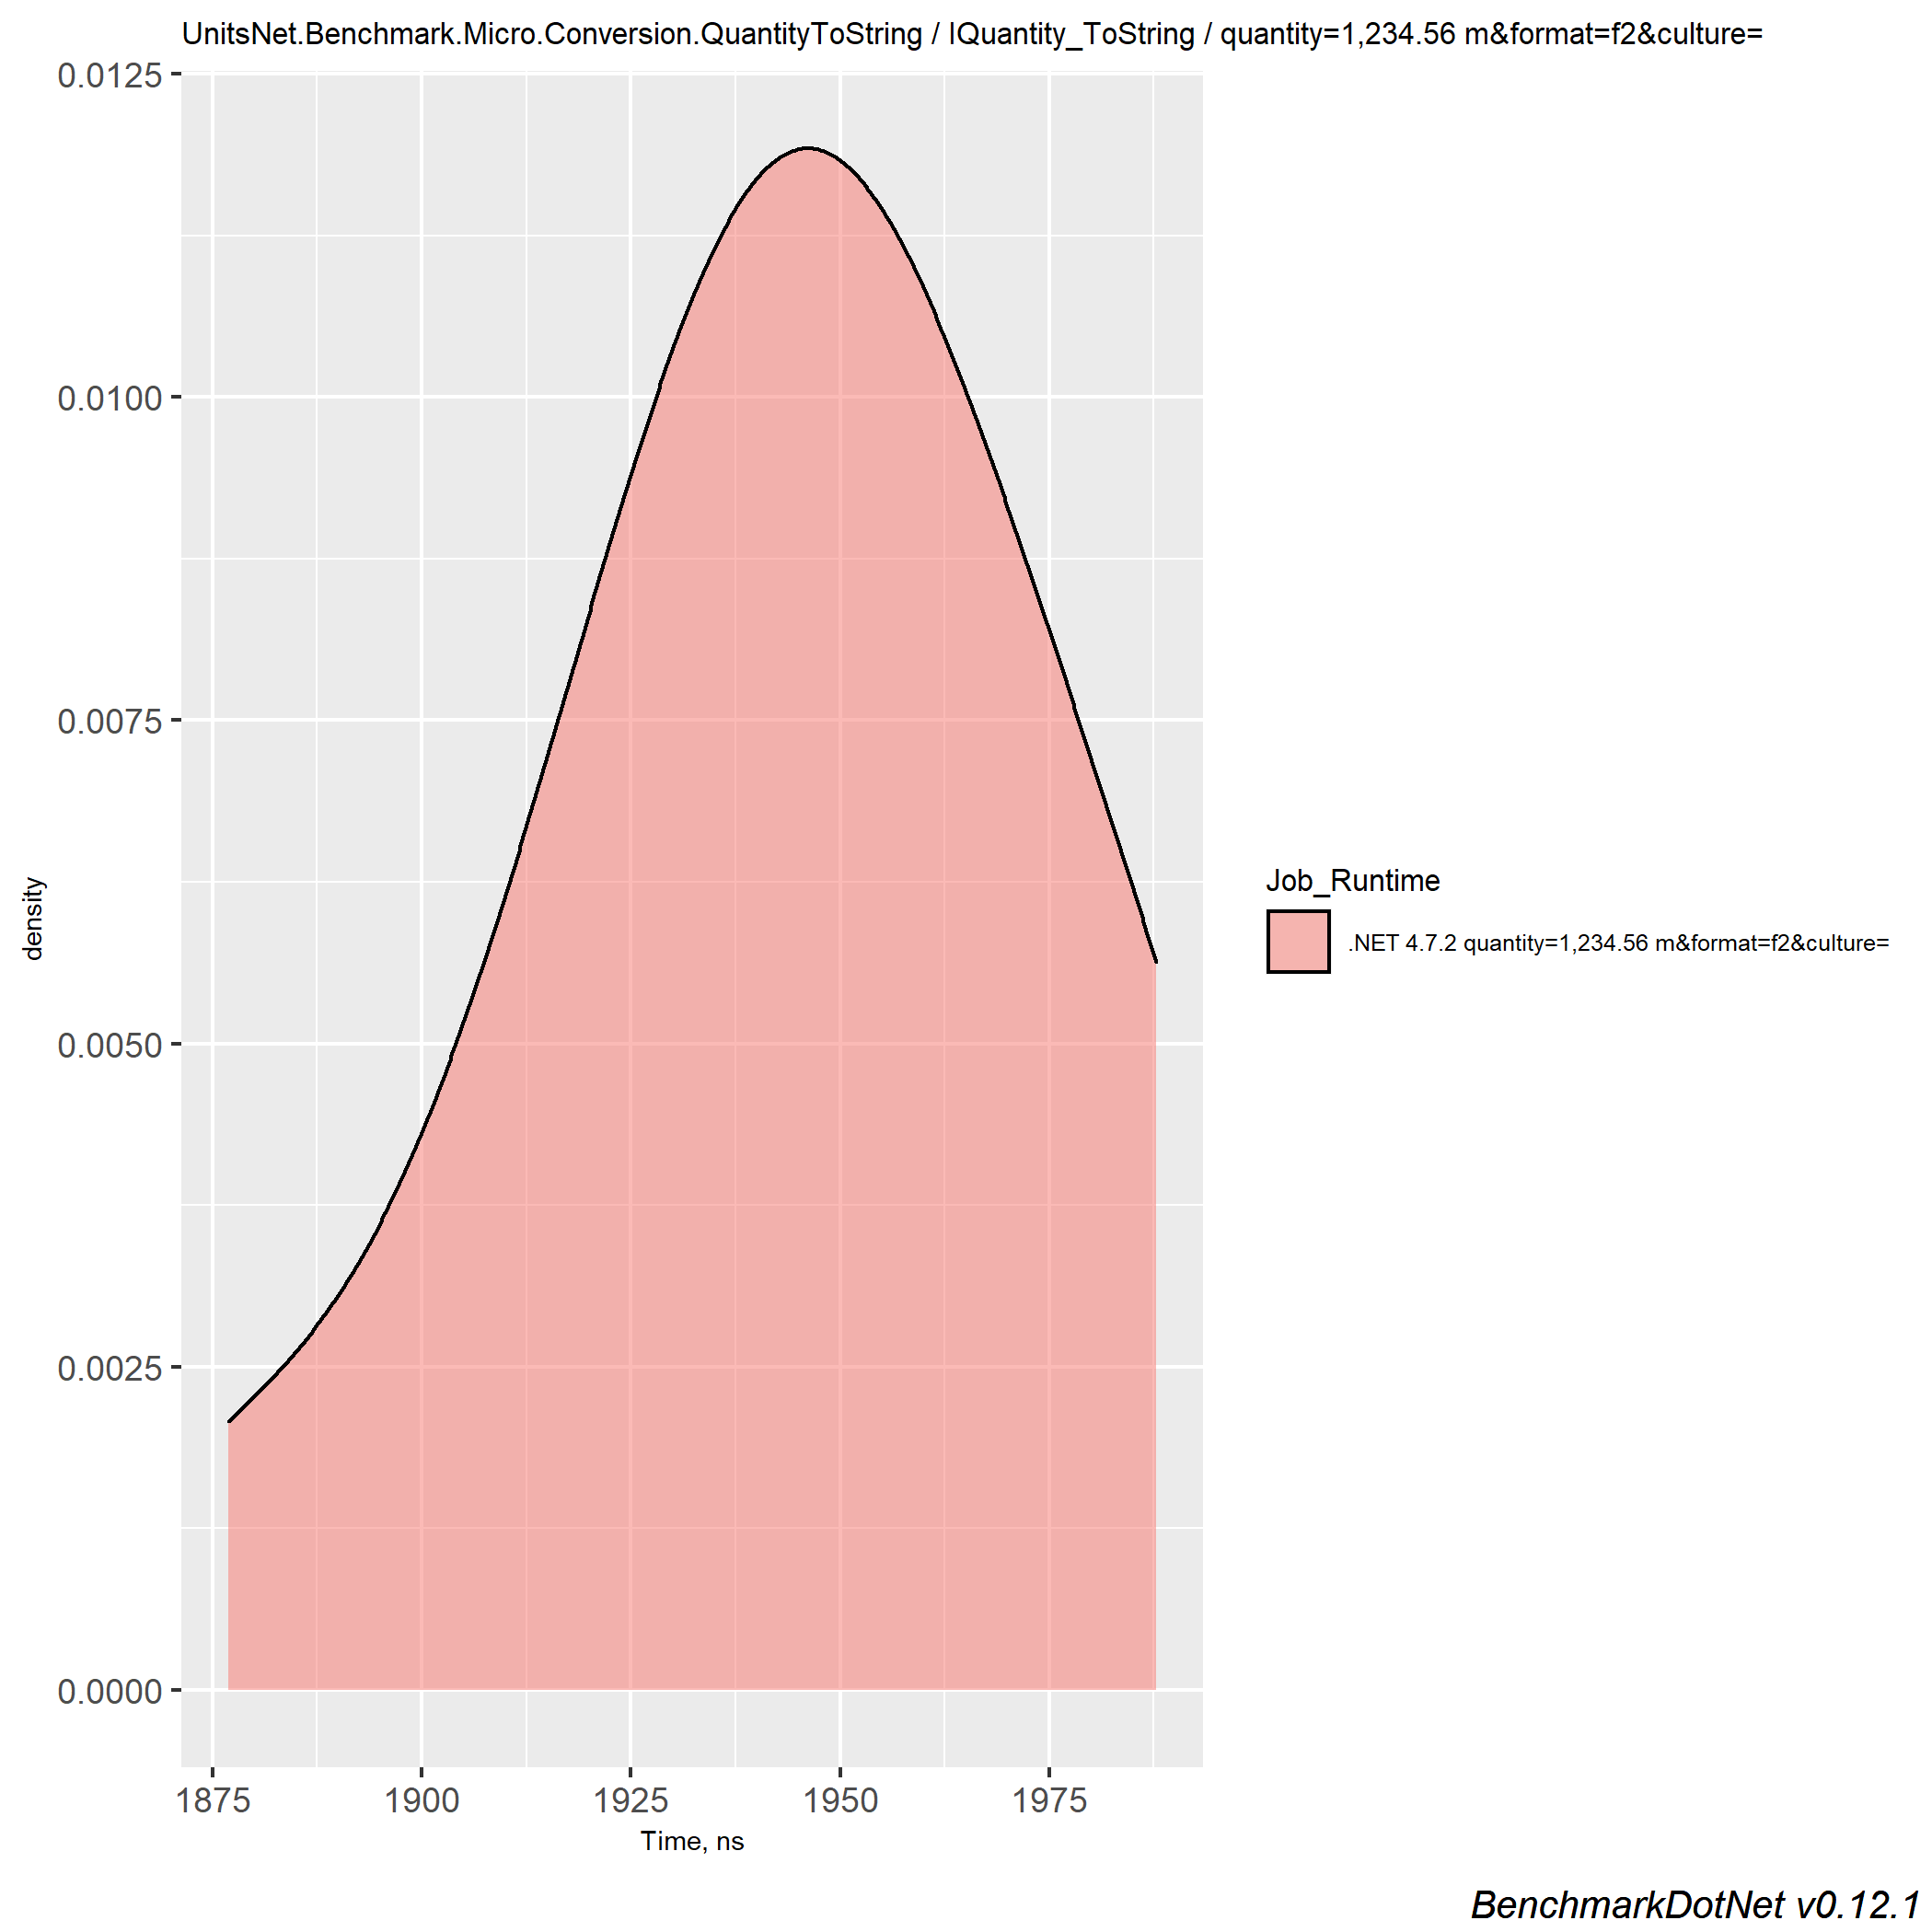 UnitsNet.Benchmark.Micro.Conversion.QuantityToString / IQuantity_ToString / quantity=1,234.56 m&format=f2&culture=
0.0125
0.0100
0.0075
0.0050
0.0025
0.0000
density
1875 1900 1925 1950 1975
Time, ns
Job_Runtime
.NET 4.7.2 quantity=1,234.56 m&format=f2&culture=
BenchmarkDotNet v0.12.1